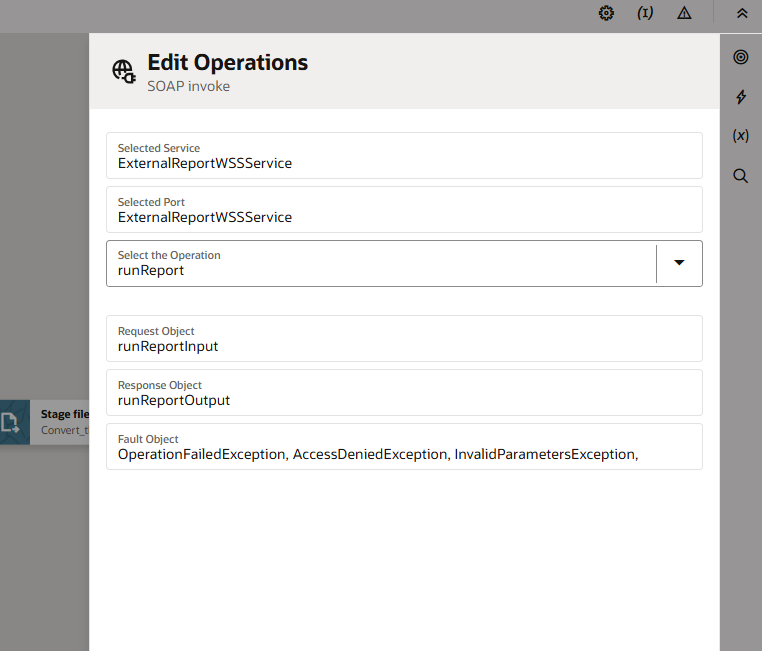 (I)
Edit Operations
SOAP invoke
(x)
Selected Service
ExternalReportWSSService
Selected Port
ExternalReportWSSService
Select the Operation
runReport
Request Object
runReportInput
Response Object
runReportOutput
Stage file
Convert_t
Fault Object
OperationFailedException, AccessDeniedException, InvalidParametersException,